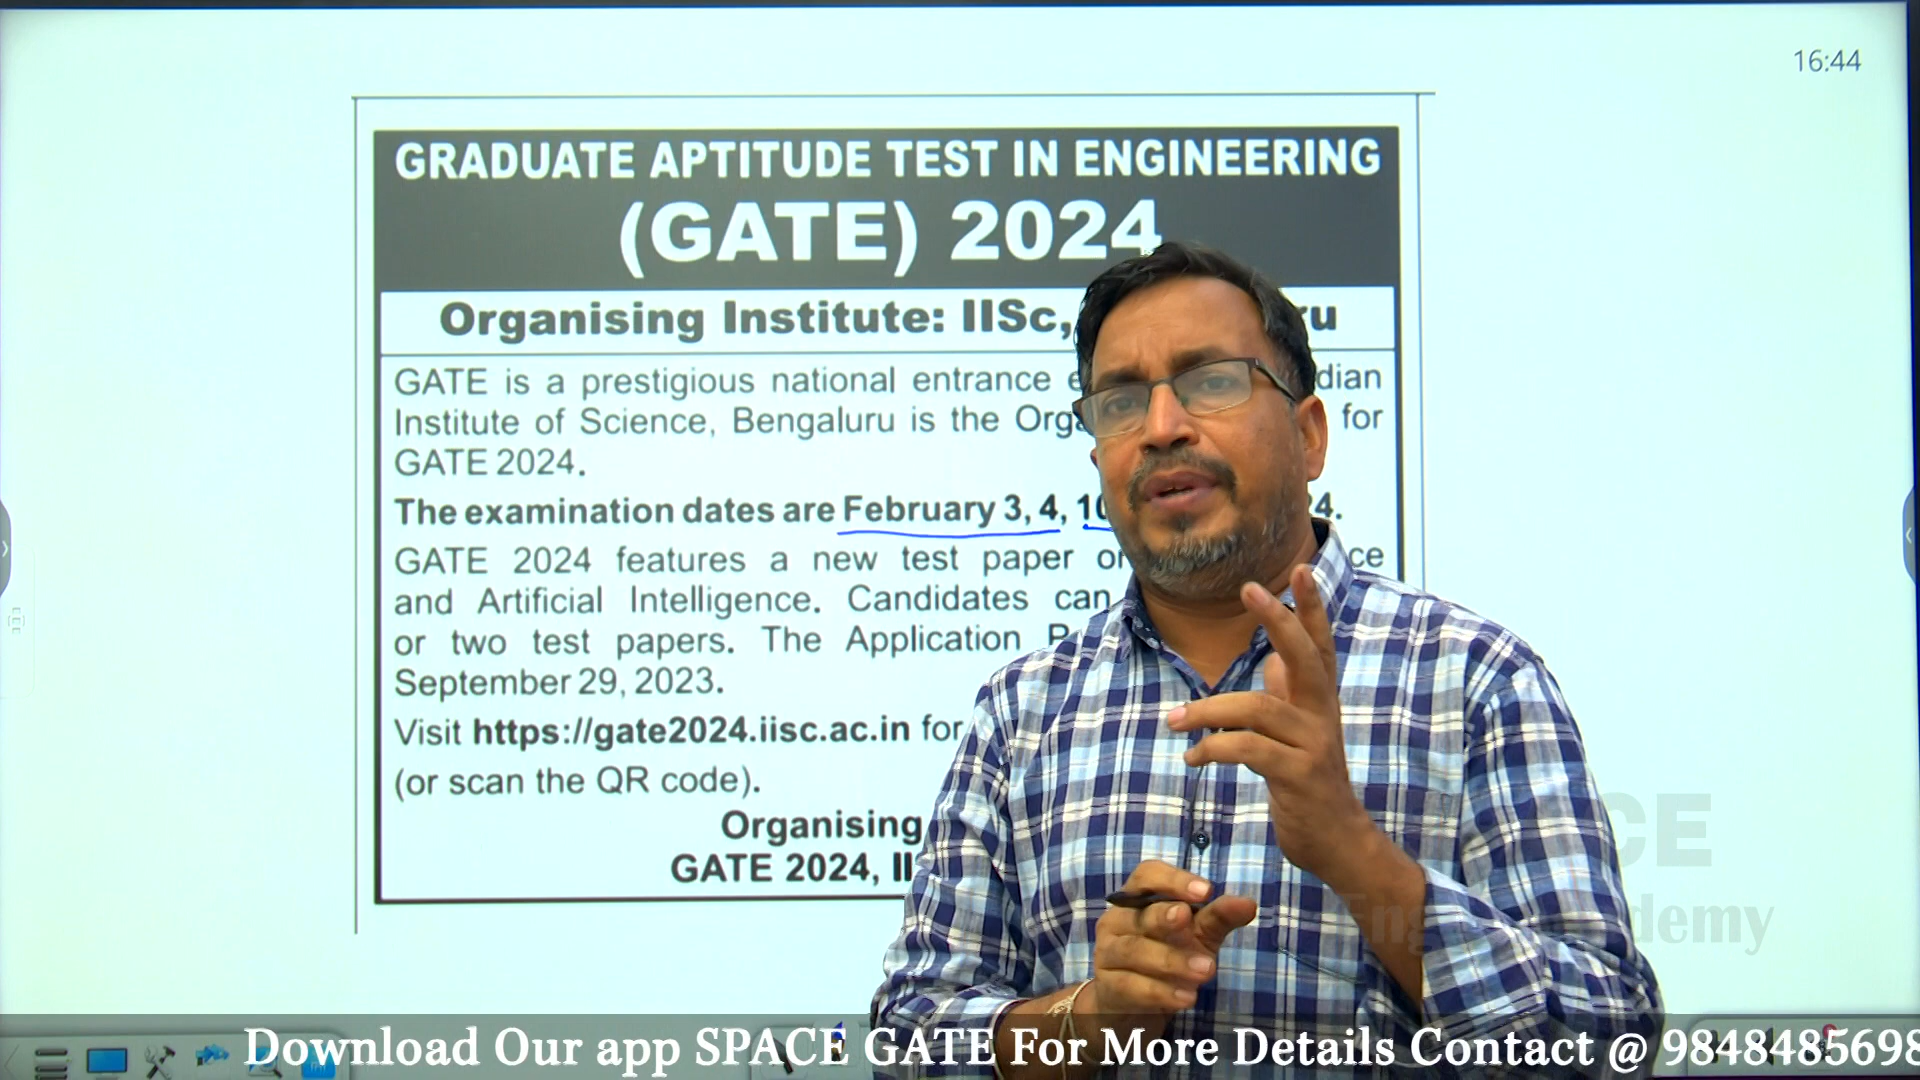 16:44
GRADUATE APTITUDE TEST IN ENGINEERING
(GATE) 2024
Organising Institute: IISc,
GATE is a prestigious national entrance
Institute of Science, Bengaluru is the for
GATE 2024.
The examination dates are February 3, 4, 10
GATE 2024 features a new test paper
and Artificial Intelligence. Candidates can
or two test papers. The Application
September 29, 2023.
Visit https://gate2024.iisc.ac.in for
(or scan the QR code).
Organising
GATE 2024,
Download Our app SPACE GATE For More Details Contact @ 9848485698